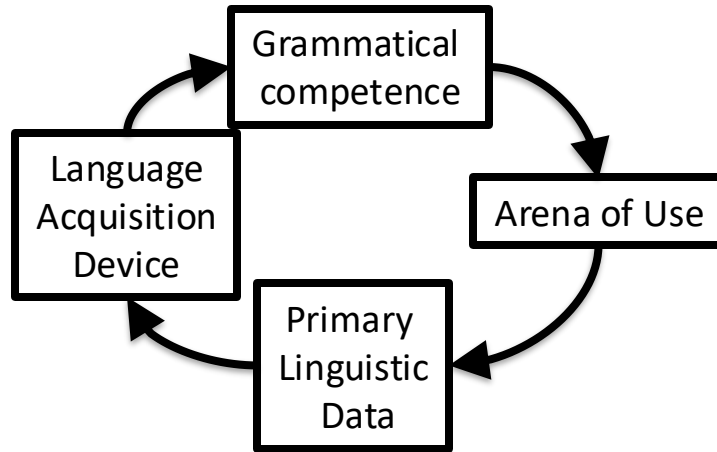 Grammatical
competence
Language
Acquisition
Device
Arena of Use
Primary
Linguistic
Data